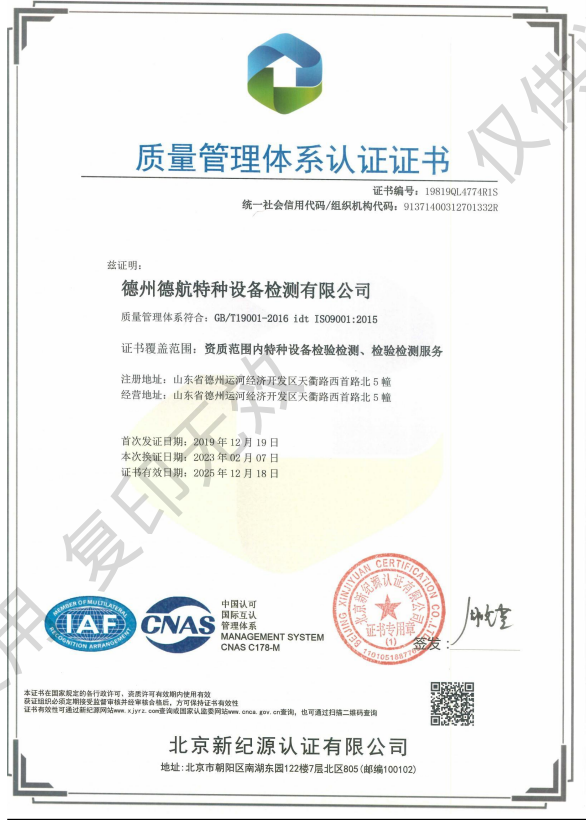 质量管理体系认证证书
证书编号：19819QL4774R1S
统一社会信用代码/组织机构代码：91371400312701332R
兹证明：
德州德航特种设备检测有限公司
质量管理体系符合：GB/T19001-2016 idt ISO9001:2015
证书覆盖范围：资质范围内特种设备检验检测、检验检测服务
注册地址：山东省德州运河经济开发区天衢路西首路北5幢
经营地址：山东省德州运河经济开发区天衢路西首路北5幢
首次发证日期：2019年12月19日
本次换证日期：2023年02月07日
证书有效日期：2025年12月18日
复印无效
仅供
用
MEMBER OF MULTILATERAL
IAF
RECOGNITION ARRANGEMENT
CNAS
中国认可
国际互认
管理体系
MANAGEMENT SYSTEM
CNAS C178-M
BEIJING XINJIYUAN CERTIFICATION CO.,LTD
北京新纪源认证有限公司
证书专用章
(1)
签发：
本证书在国家规定的各行政许可，资质许可有效期内使用有效
获证组织必须定期接受监督审核并经审核合格后，方可保持证书有效性
证书有效性可通过新纪源网站www.xjyrz.com查询或国家认监委网站www.cnca.gov.cn查询，也可通过扫描二维码查询
北京新纪源认证有限公司
地址：北京市朝阳区南湖东园122楼7层北区805(邮编100102)